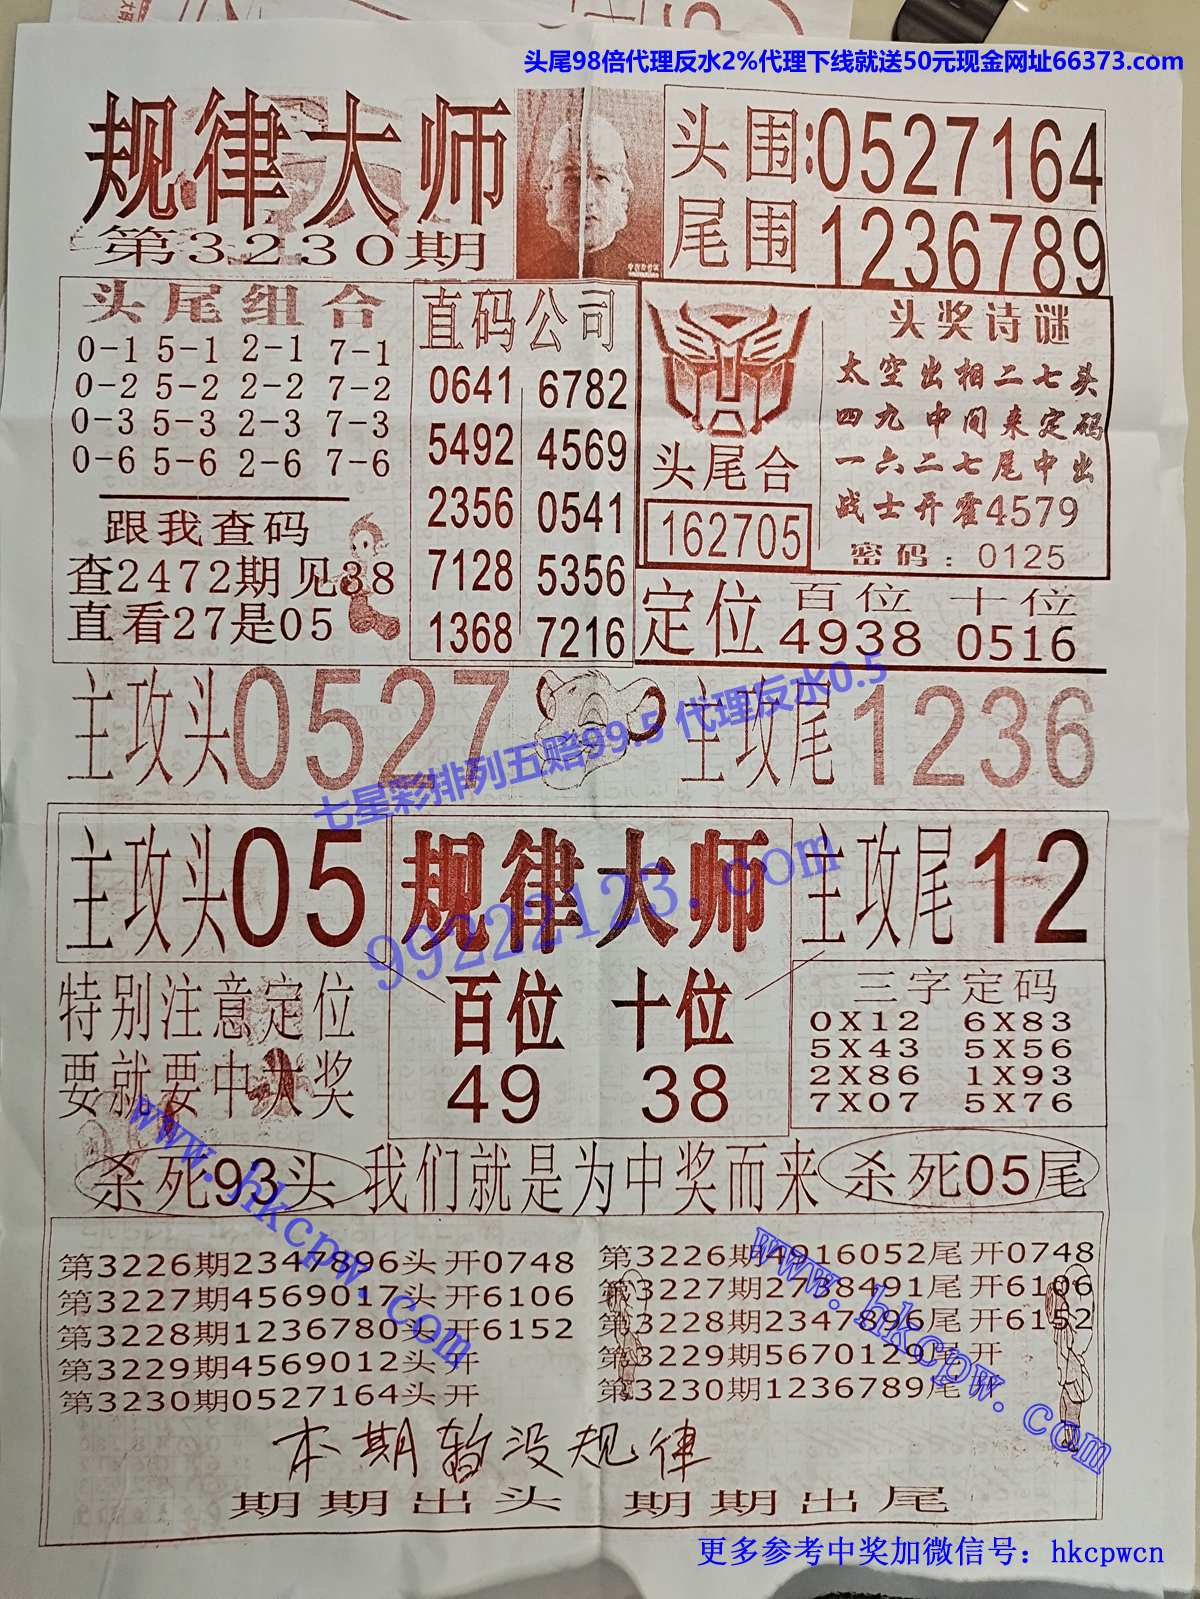 头尾98倍代理反水2%代理下线就送50元现金网址66373.com
规律大师
第3230期
头围:0527164
尾围1236789
头尾组合
0-1 5-1 2-1 7-1
0-2 5-2 2-2 7-2
0-3 5-3 2-3 7-3
0-6 5-6 2-6 7-6
跟我查码
查2472期见38
直看27是05
直码公司
0641 6782
5492 4569
2356 0541
7128 5356
1368 7216
头尾合
162705
头奖诗谜
太空出相二七头
四九中间来定码
一六二七尾中出
战士开霍4579
密码：0125
定位 百位 十位
4938 0516
主攻头0527
主攻尾1236
七星彩排列五赔99.5 代理反水0.5
99222123.com
主攻头05
规律大师
主攻尾12
特别注意定位
要就要中大奖
百位 十位
49 38
三字定码
0X12 6X83
5X43 5X56
2X86 1X93
7X07 5X76
杀死93头
我们就是为中奖而来
杀死05尾
www.hkcpw.com
第3226期2347896头开0748
第3227期4569017头开6106
第3228期1236780头开6152
第3229期4569012头开
第3230期0527164头开
第3226期4916052尾开0748
第3227期2738491尾开6106
第3228期2347896尾开6152
第3229期5670129尾开
第3230期1236789尾开
www.hkcpw.com
本期暂没规律
期期出头 期期出尾
更多参考中奖加微信号：hkcpwcn